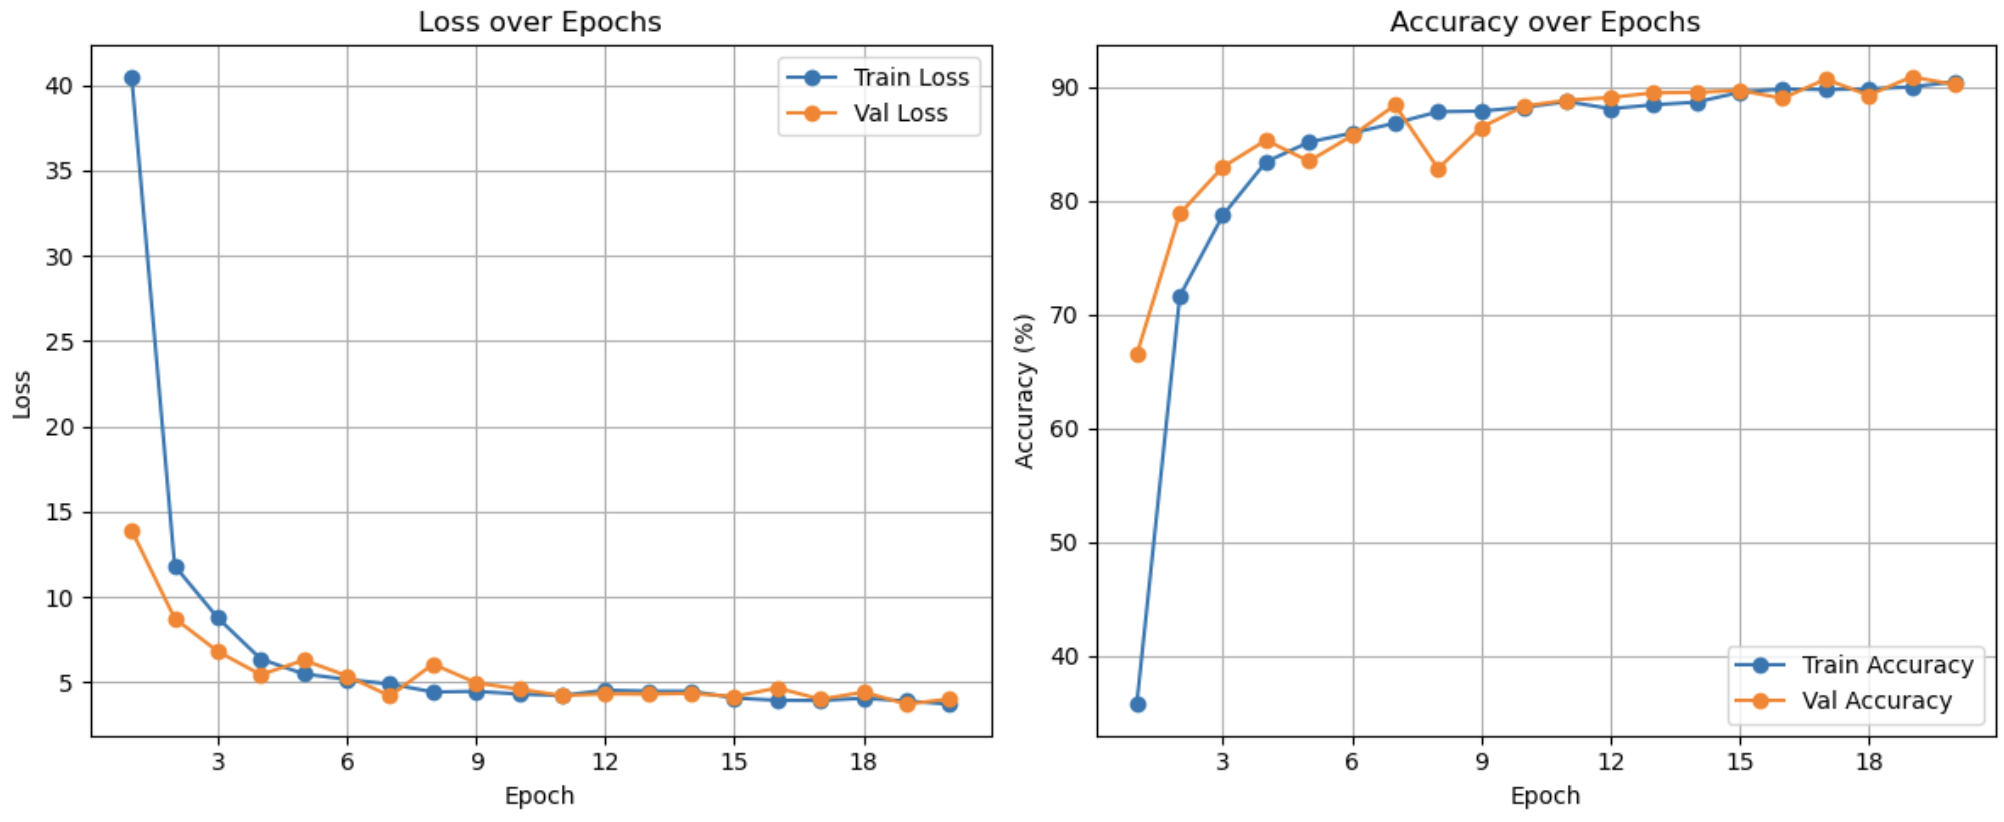 Loss over Epochs
40
35
30
25
20
15
10
5
Loss
Train Loss
Val Loss
3 6 9 12 15 18
Epoch
Accuracy over Epochs
90
80
70
60
50
40
Accuracy (%)
Train Accuracy
Val Accuracy
3 6 9 12 15 18
Epoch